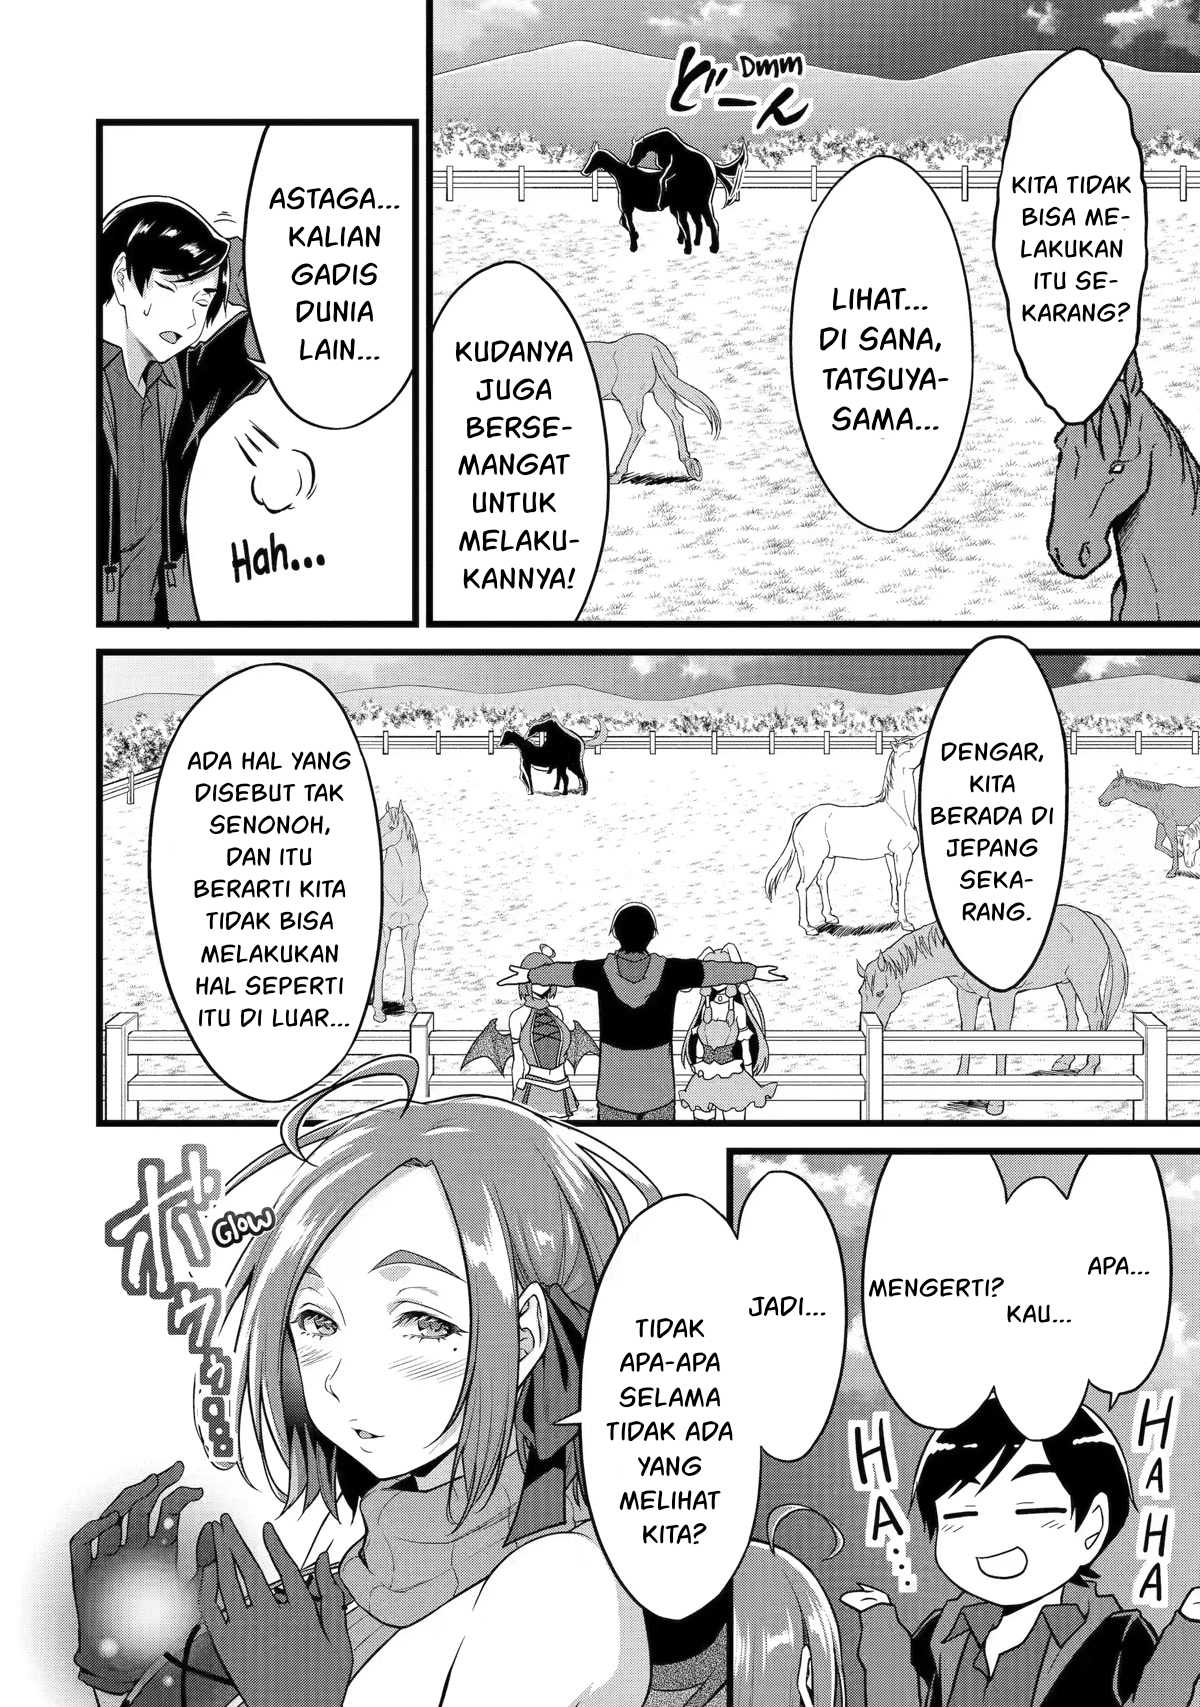 KITA TIDAK
BISA ME-
LAKUKAN
ITU SE-
KARANG?
どーん
Dmm
LIHAT...
DI SANA,
TATSUYA-
SAMA...
KUDANYA
JUGA
BERSE-
MANGAT
UNTUK
MELAKU-
KANNYA!
ASTAGA...
KALIAN
GADIS
DUNIA
LAIN...
Hah...
DENGAR,
KITA
BERADA DI
JEPANG
SEKA-
RANG.
ADA HAL YANG
DISEBUT TAK
SENONOH,
DAN ITU
BERARTI KITA
TIDAK BISA
MELAKUKAN
HAL SEPERTI
ITU DI LUAR...
APA...
KAU...
MENGERTI?
HAHAHA
HA...
JADI...
TIDAK
APA-APA
SELAMA
TIDAK ADA
YANG
MELIHAT
KITA?
Glow